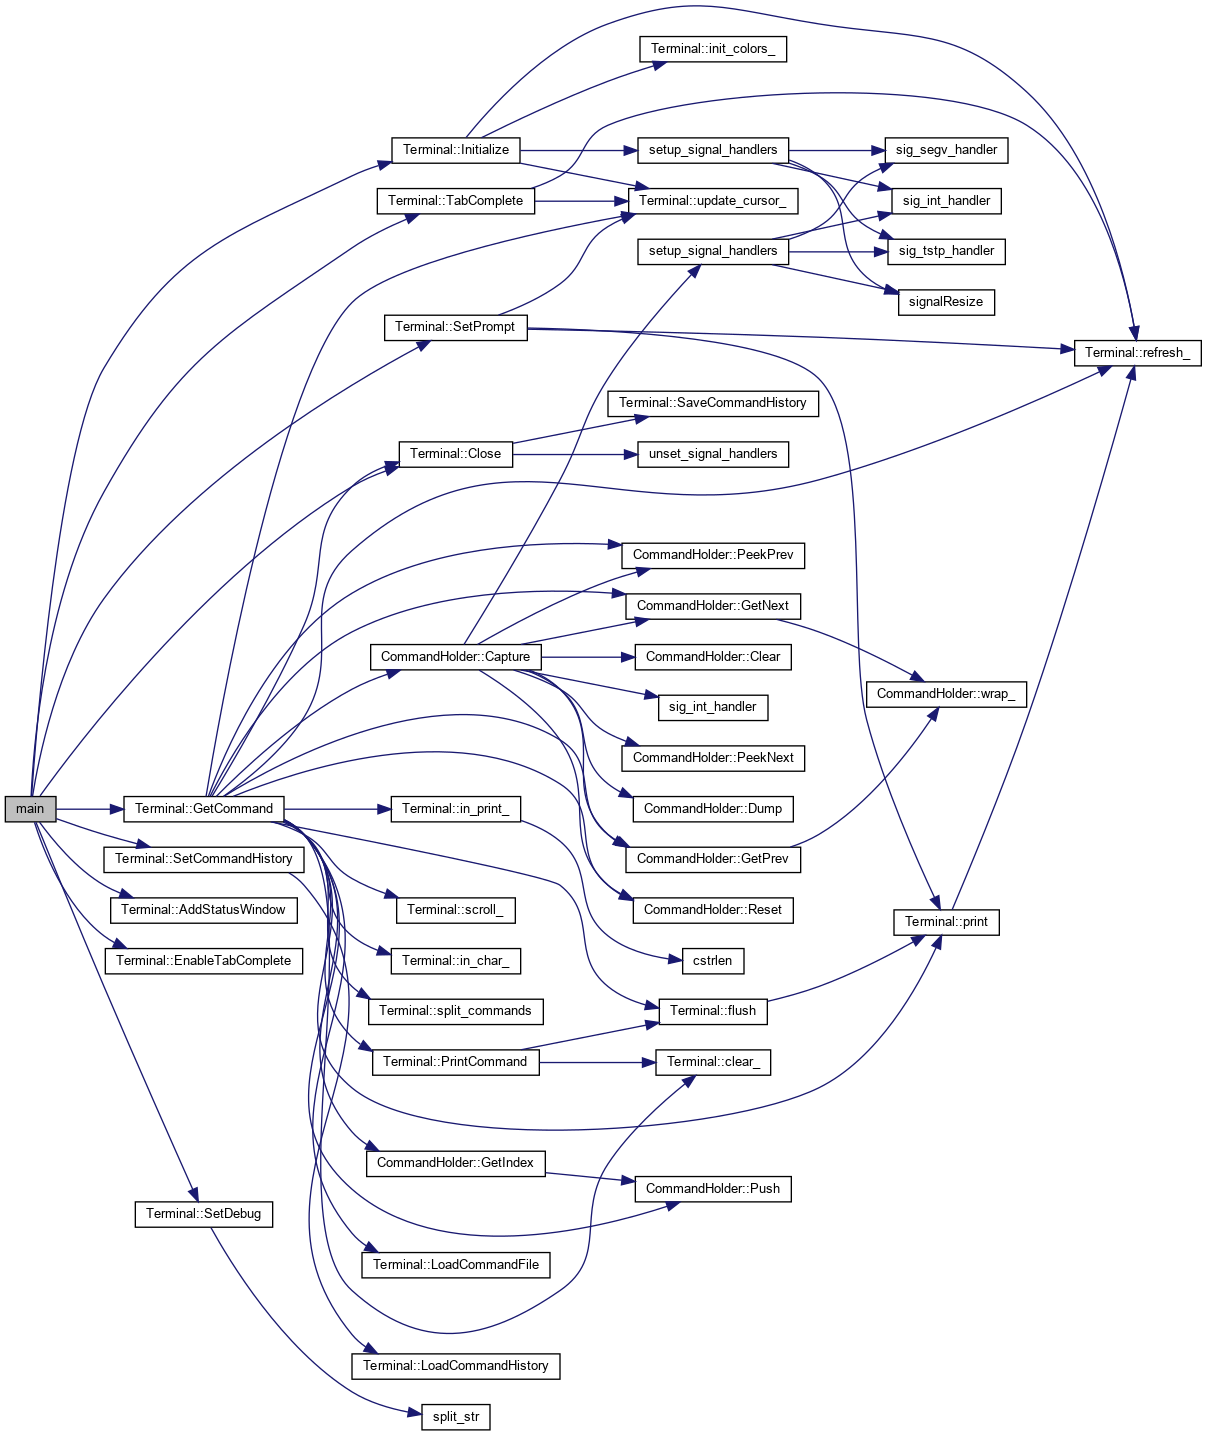 Terminal::init_colors_
Terminal::Initialize
setup_signal_handlers
sig_segv_handler
Terminal::TabComplete
Terminal::update_cursor_
sig_int_handler
setup_signal_handlers
sig_tstp_handler
signalResize
Terminal::SetPrompt
Terminal::refresh_
Terminal::SaveCommandHistory
Terminal::Close
unset_signal_handlers
CommandHolder::PeekPrev
CommandHolder::GetNext
CommandHolder::Capture
CommandHolder::Clear
CommandHolder::wrap_
sig_int_handler
CommandHolder::PeekNext
main
Terminal::GetCommand
Terminal::in_print_
CommandHolder::Dump
Terminal::SetCommandHistory
CommandHolder::GetPrev
Terminal::AddStatusWindow
Terminal::scroll_
CommandHolder::Reset
Terminal::print
Terminal::EnableTabComplete
Terminal::in_char_
cstrlen
Terminal::split_commands
Terminal::flush
Terminal::PrintCommand
Terminal::clear_
CommandHolder::GetIndex
CommandHolder::Push
Terminal::SetDebug
Terminal::LoadCommandFile
Terminal::LoadCommandHistory
split_str